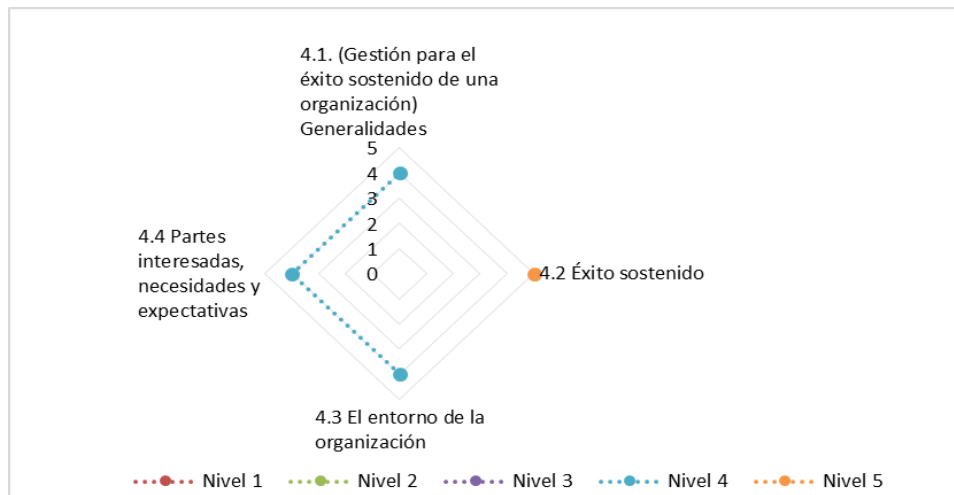 4.1. (Gestión para el
éxito sostenido de una
organización)
Generalidades
5
4
3
2
1
0
4.4 Partes
interesadas,
necesidades y
expectativas
4.2 Éxito sostenido
4.3 El entorno de la
organización
Nivel 1 Nivel 2 Nivel 3 Nivel 4 Nivel 5